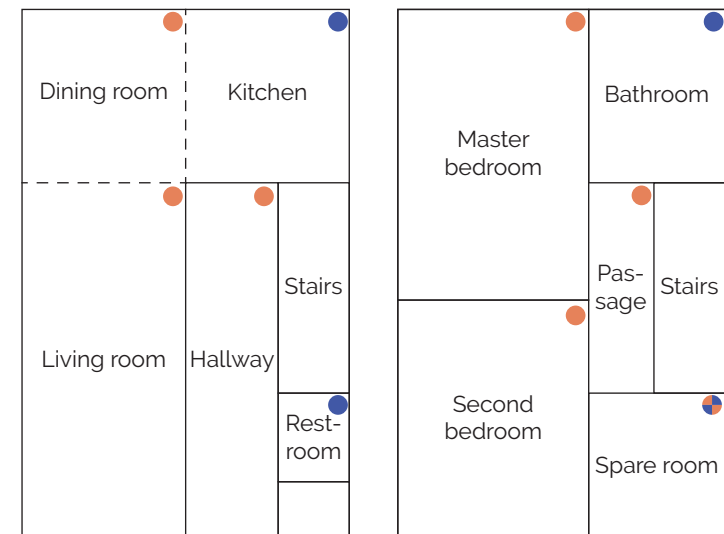 Dining room
Kitchen
Living room
Hallway
Stairs
Rest-
room
Master
bedroom
Bathroom
Pas-
sage
Stairs
Second
bedroom
Spare room